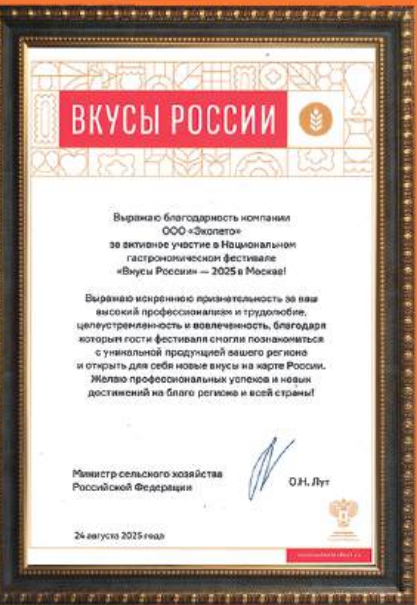 ВКУСЫ РОССИИ
Выражаю благодарность компании
ООО «Эколето»
за активное участие в Национальном
гастрономическом фестивале
«Вкусы России» — 2025 в Москве!
Выражаю искреннюю признательность за ваш
высокий профессионализм и трудолюбие,
целеустремленность и вовлеченность, благодаря
которым гости фестиваля смогли познакомиться
с уникальной продукцией вашего региона
и открыть для себя новые вкусы на карте России.
Желаю профессиональных успехов и новых
достижений на благо региона и всей страны!
Министр сельского хозяйства
Российской Федерации
О.Н. Лут
24 августа 2025 года